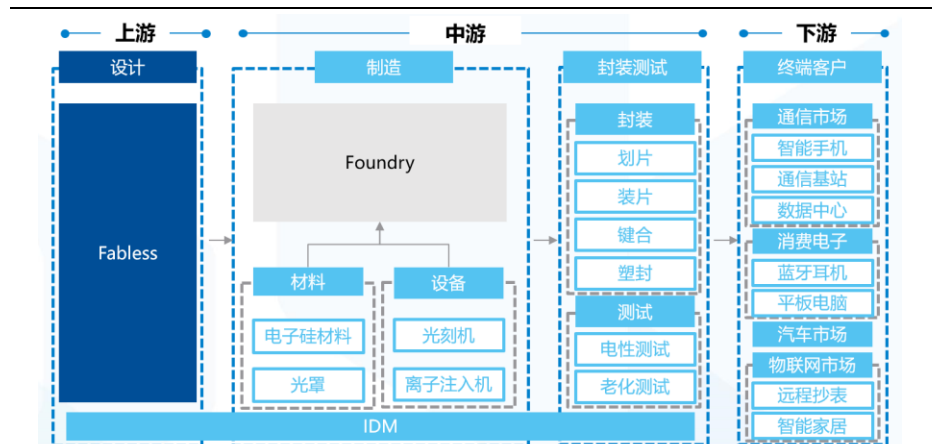 上游
中游
下游
设计
制造
封装测试
终端客户
Fabless
Foundry
材料
电子硅材料
光罩
设备
光刻机
离子注入机
封装
划片
装片
键合
塑封
测试
电性测试
老化测试
通信市场
智能手机
通信基站
数据中心
消费电子
蓝牙耳机
平板电脑
汽车市场
物联网市场
远程抄表
智能家居
IDM